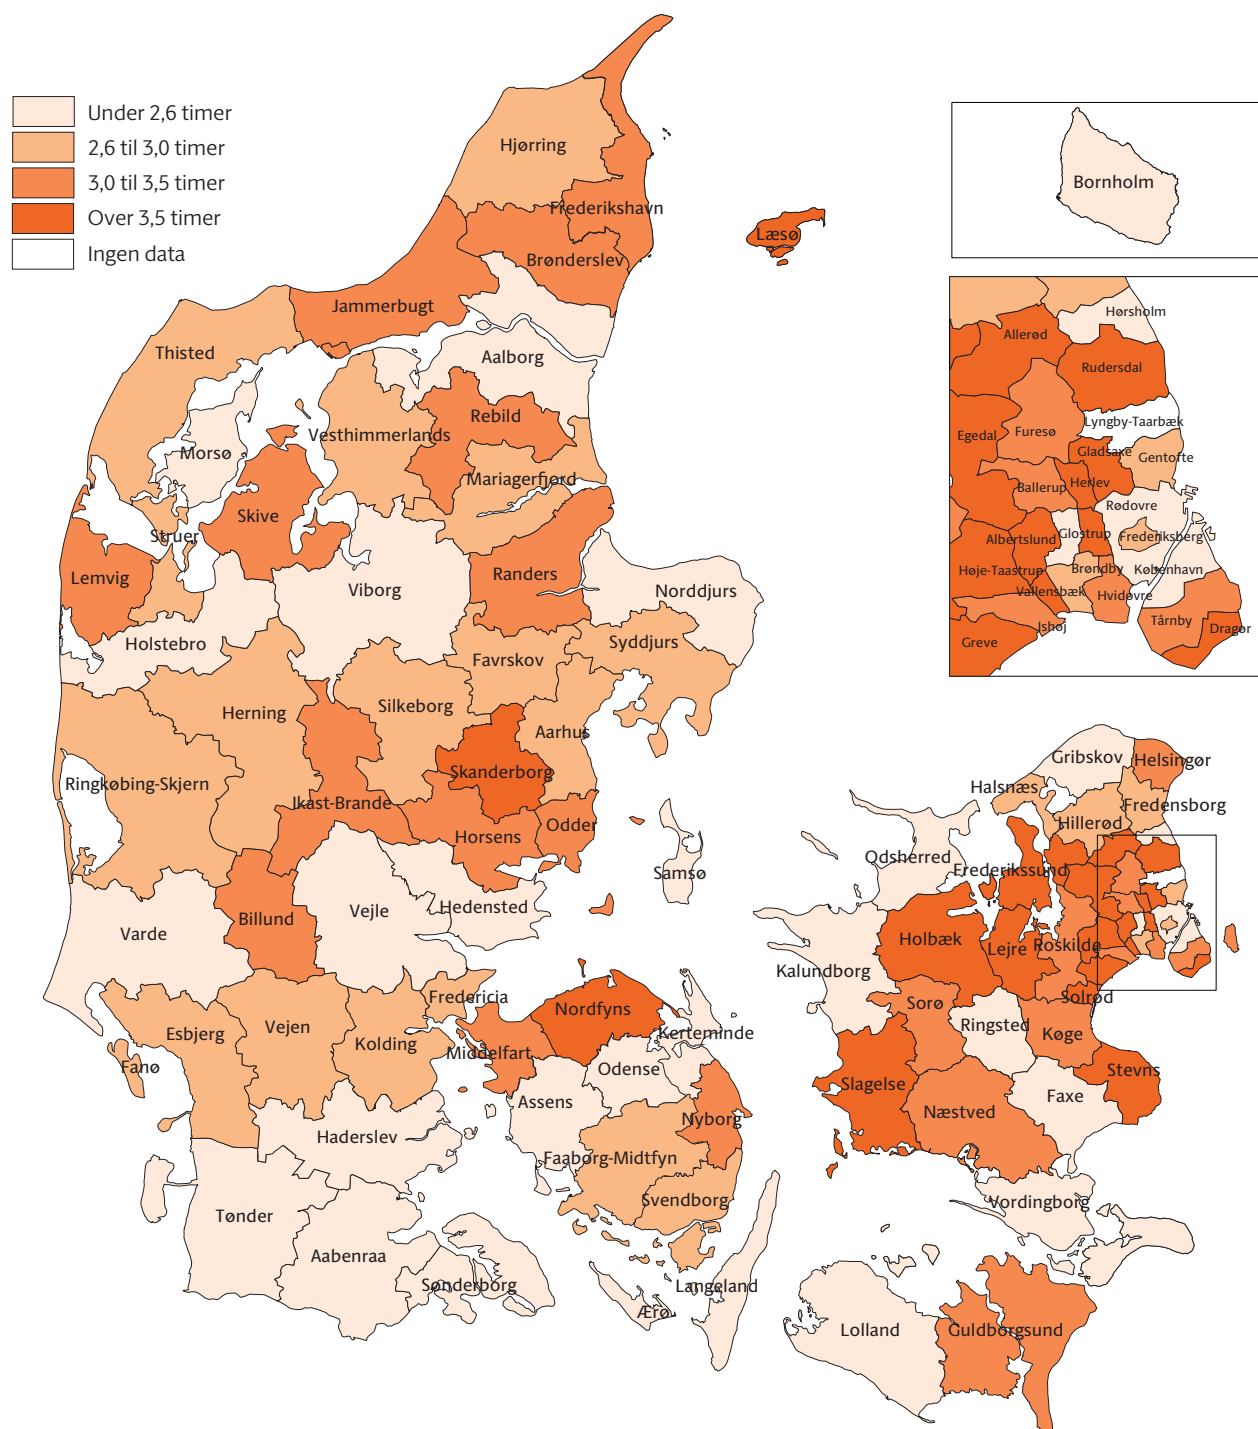 Under 2,6 timer
2,6 til 3,0 timer
3,0 til 3,5 timer
Over 3,5 timer
Ingen data
Hjørring
Frederikshavn
Læsø
Brønderslev
Jammerbugt
Thisted
Aalborg
Rebild
Vesthimmerlands
Morsø
Mariagerfjord
Skive
Struer
Lemvig
Viborg
Randers
Norddjurs
Holstebro
Syddjurs
Favrskov
Silkeborg
Herning
Aarhus
Skanderborg
Ringkøbing-Skjern
Ikast-Brande
Horsens
Odder
Samsø
Hedensted
Vejle
Billund
Varde
Fredericia
Vejen
Esbjerg
Kolding
Fanø
Haderslev
Tønder
Aabenraa
Sønderborg
Nordfyns
Kerteminde
Middelfart
Odense
Assens
Nyborg
Faaborg-Midtfyn
Svendborg
Langeland
Ærø
Bornholm
Hørsholm
Allerød
Rudersdal
Lyngby-Taarbæk
Egedal
Furesø
Gladsaxe
Gentofte
Ballerup
Herlev
Rødovre
Albertslund
Glostrup
Frederiksberg
Høje-Taastrup
Brøndby
København
Vallensbæk
Hvidovre
Ishøj
Tårnby
Dragør
Greve
Gribskov
Helsingør
Halsnæs
Fredensborg
Hillerød
Odsherred
Frederikssund
Holbæk
Lejre
Roskilde
Kalundborg
Solrød
Sorø
Ringsted
Køge
Stevns
Slagelse
Faxe
Næstved
Vordingborg
Lolland
Guldborgsund